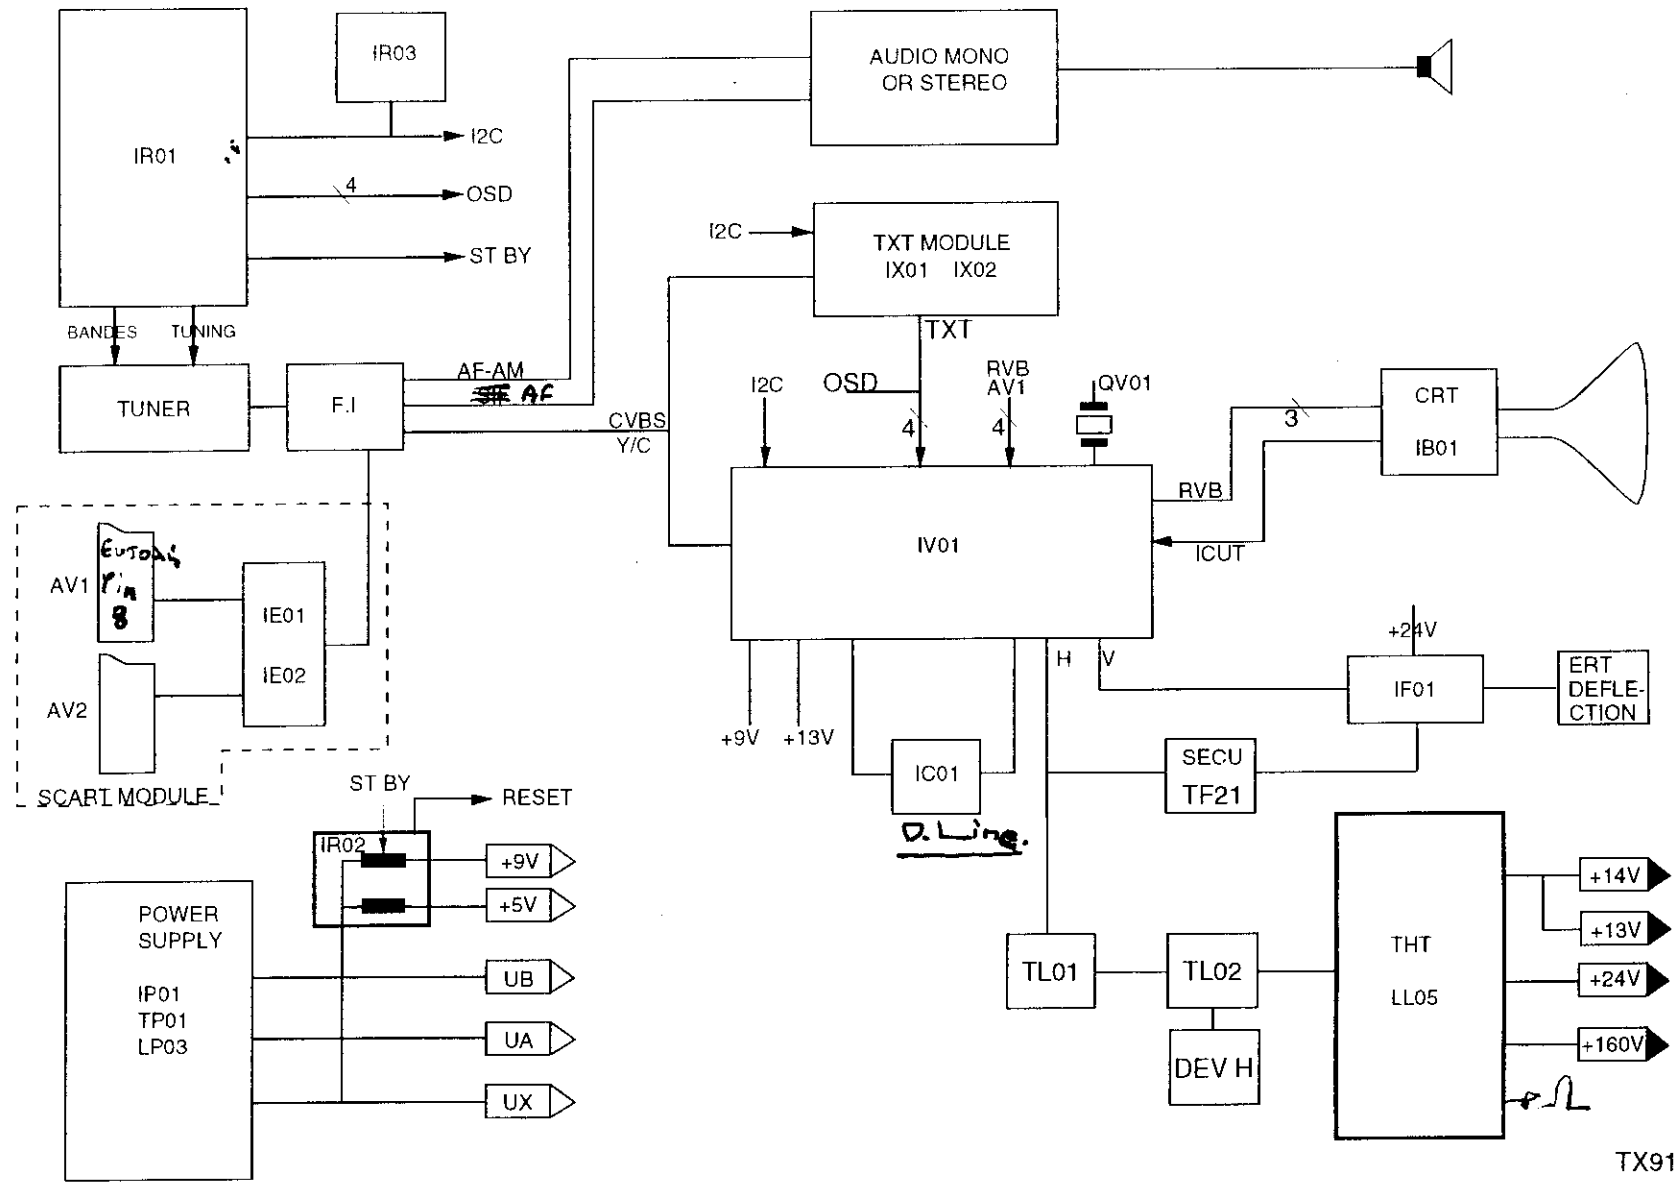 IR03
AUDIO MONO
OR STEREO
IR01
I2C
4
OSD
ST BY
I2C
TXT MODULE
IX01 IX02
BANDES
TUNING
TXT
TUNER
F.I
AF-AM
AF
CVBS
Y/C
I2C
OSD
4
RVB
AV1
4
QV01
3
CRT
IB01
RVB
ICUT
IV01
AV1
Pin
8
IE01
IE02
AV2
SCART MODULE
H
V
+24V
IF01
ERT
DEFLE-
CTION
+9V
+13V
IC01
D. Line.
SECU
TF21
ST BY
RESET
IR02
+9V
+5V
POWER
SUPPLY
IP01
TP01
LP03
UB
UA
UX
TL01
TL02
DEV H
THT
LL05
+14V
+13V
+24V
+160V
TX91